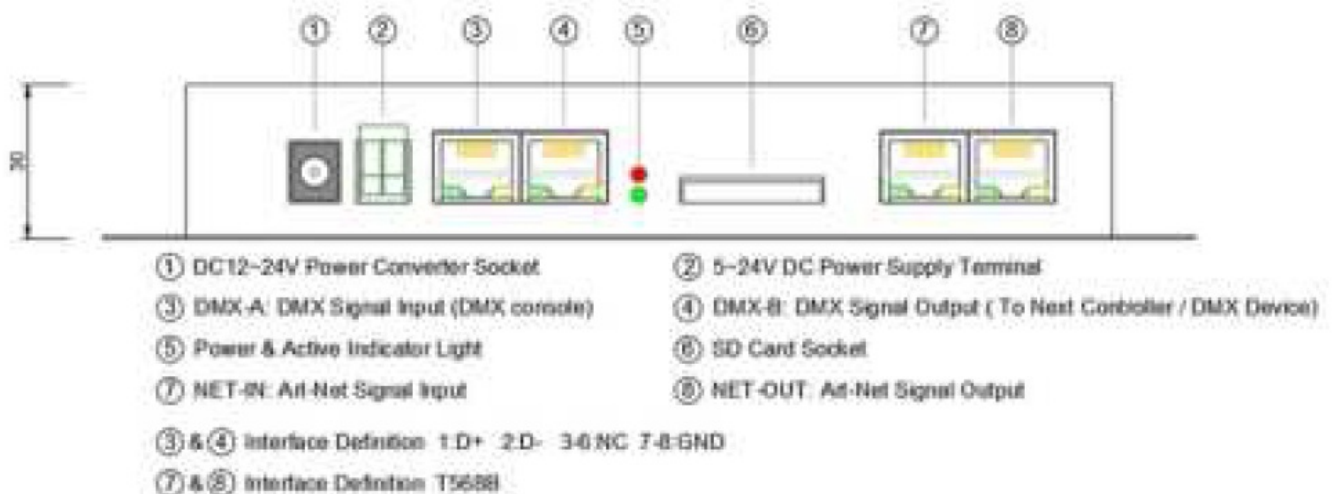 ① ② ③ ④ ⑤ ⑥ ⑦ ⑧
30
① DC12~24V Power Converter Socket ② 5~24V DC Power Supply Terminal
③ DMX-A: DMX Signal Input (DMX console) ④ DMX-B: DMX Signal Output ( To Next Controller / DMX Device)
⑤ Power & Active Indicator Light ⑥ SD Card Socket
⑦ NET-IN: Art-Net Signal Input ⑧ NET-OUT: Art-Net Signal Output
③ & ④ Interface Definition 1:D+ 2:D- 3-6:NC 7-8:GND
⑦ & ⑧ Interface Definition T568B